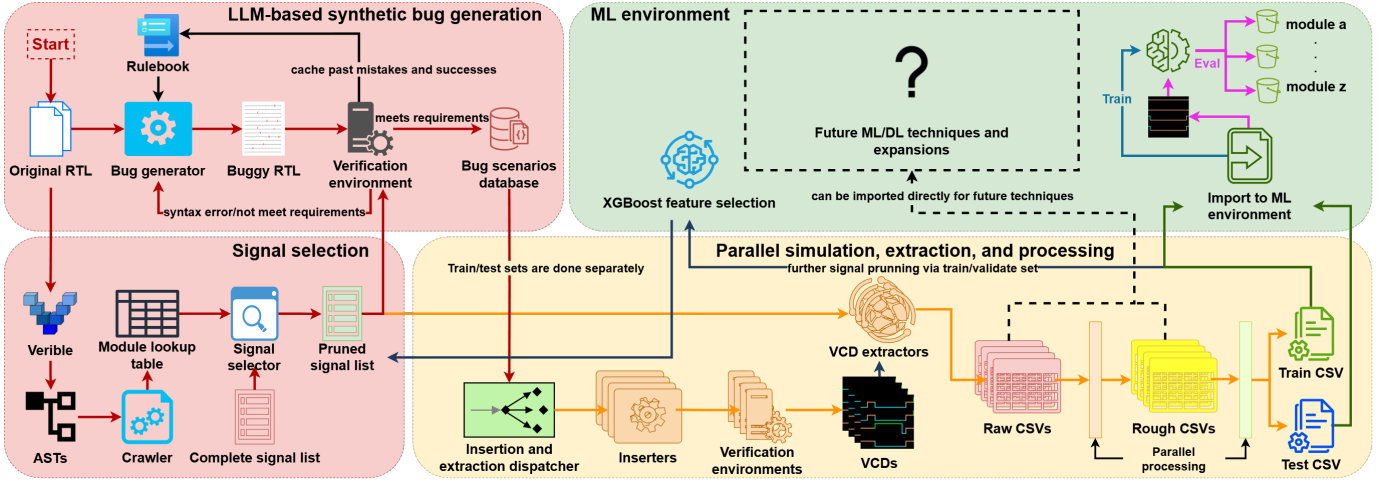 LLM-based synthetic bug generation
Start
Rulebook
cache past mistakes and successes
meets requirements
Original RTL
Bug generator
Buggy RTL
Verification
environment
Bug scenarios
database
syntax error/not meet requirements
ML environment
?
Future ML/DL techniques and
expansions
can be imported directly for future techniques
XGBoost feature selection
Train
Eval
module a
.
.
.
module z
Import to ML
environment
Signal selection
Verible
Module lookup
table
Signal
selector
Pruned
signal list
ASTs
Crawler
Complete signal list
Parallel simulation, extraction, and processing
Train/test sets are done separately
further signal prunning via train/validate set
VCD extractors
Insertion and
extraction dispatcher
Inserters
Verification
environments
VCDs
Raw CSVs
Rough CSVs
Parallel
processing
Train CSV
Test CSV